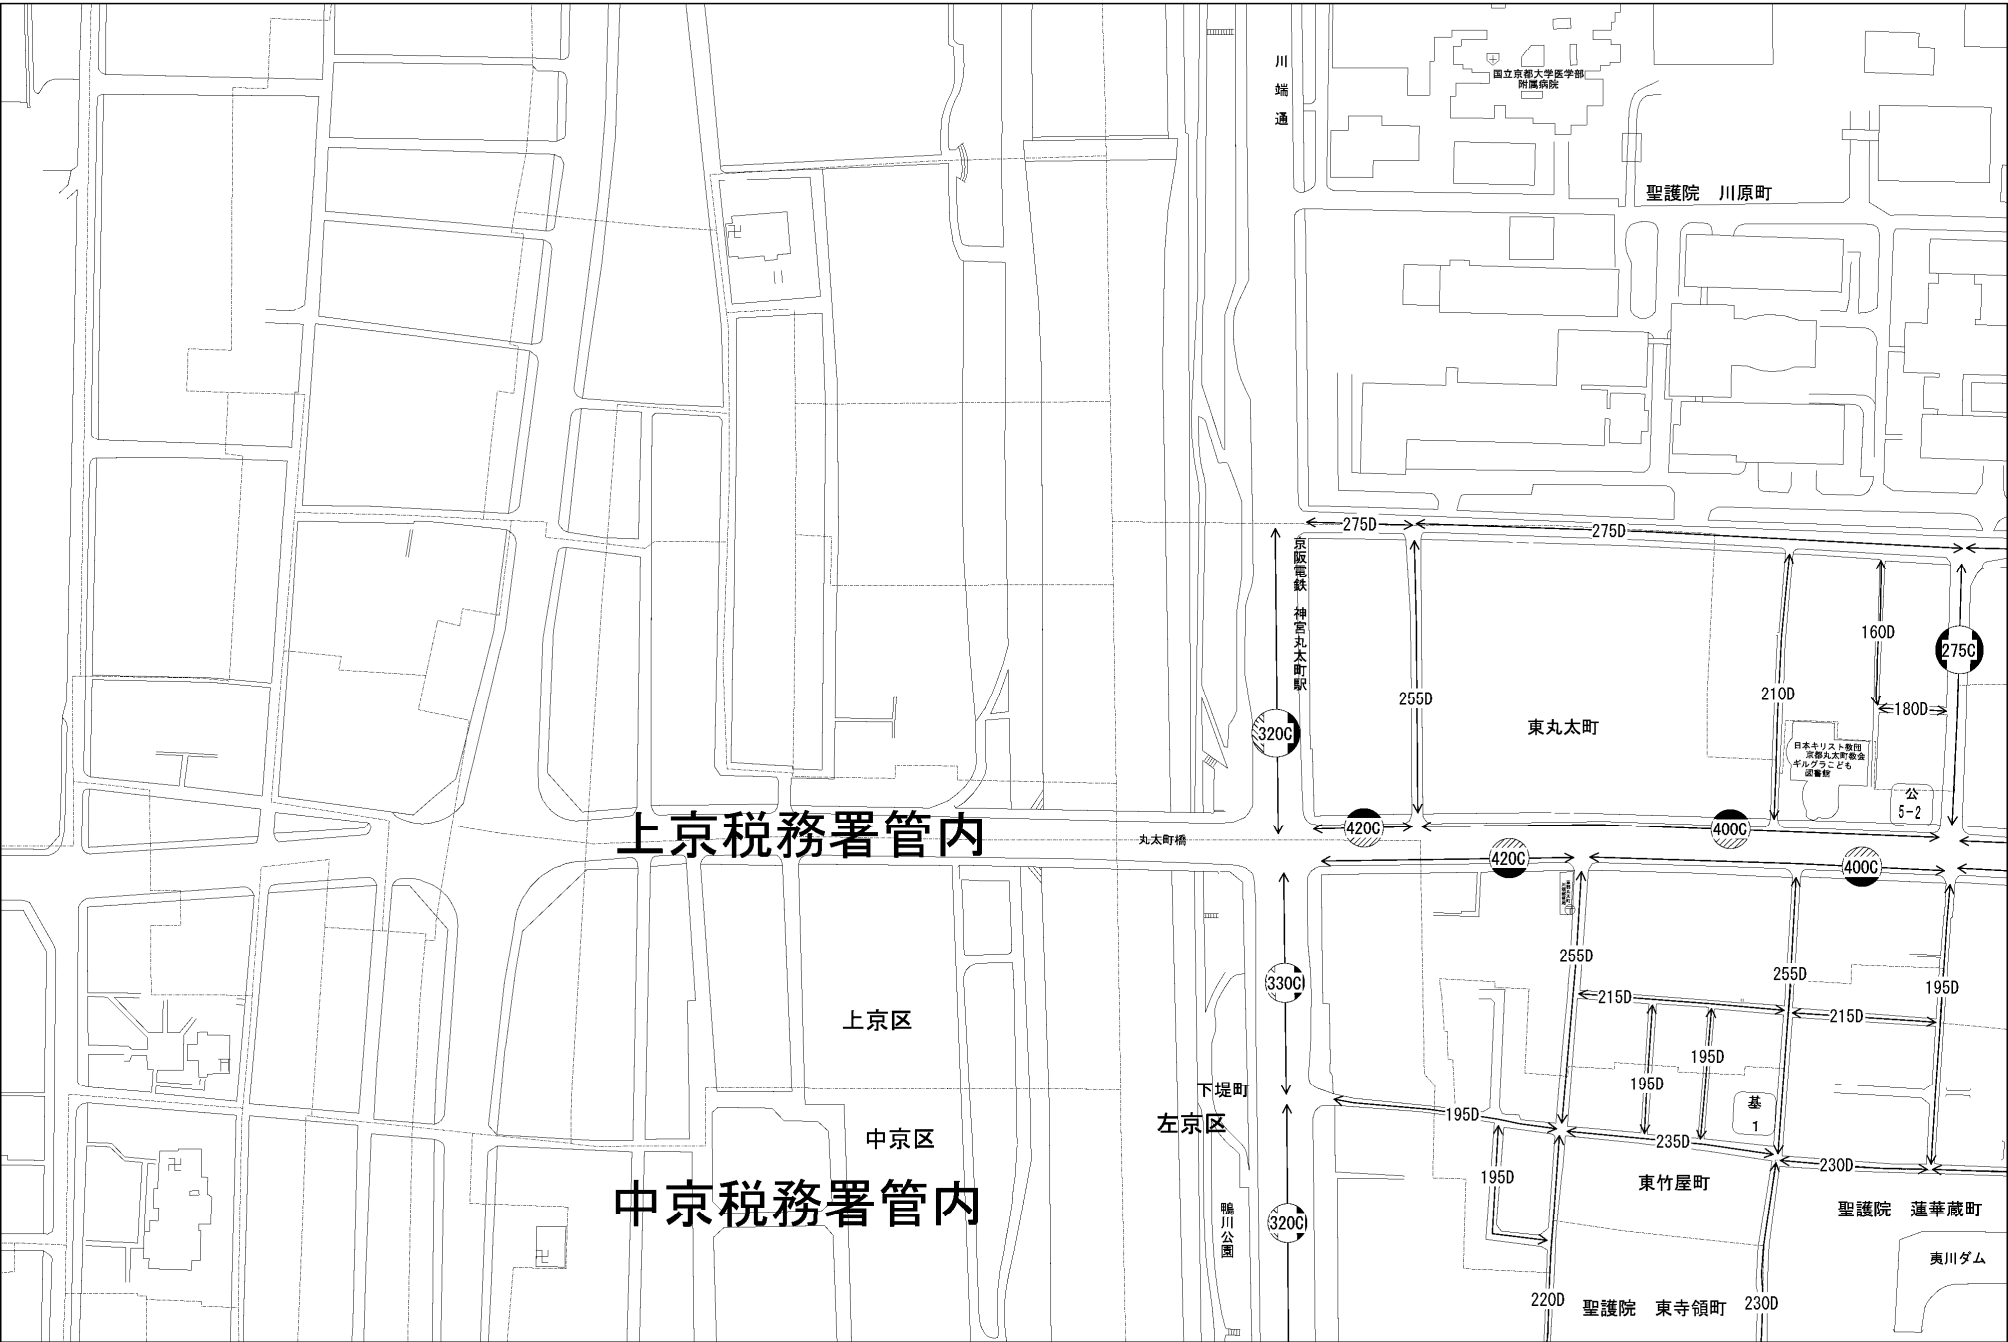 川端通
国立京都大学医学部
附属病院
聖護院　川原町
275D
275D
京阪電鉄　神宮丸太町駅
160D
275C
255D
210D
180D
320C
東丸太町
日本キリスト教団
京都丸太町教会
ギルグラこども
図書館
公
5-2
上京税務署管内
丸太町橋
420C
400C
420C
400C
255D
255D
195D
330C
215D
215D
上京区
195D
195D
下堤町
基
1
195D
左京区
中京区
235D
230D
195D
東竹屋町
中京税務署管内
聖護院　蓮華蔵町
320C
鴨川公園
夷川ダム
220D
聖護院　東寺領町
230D